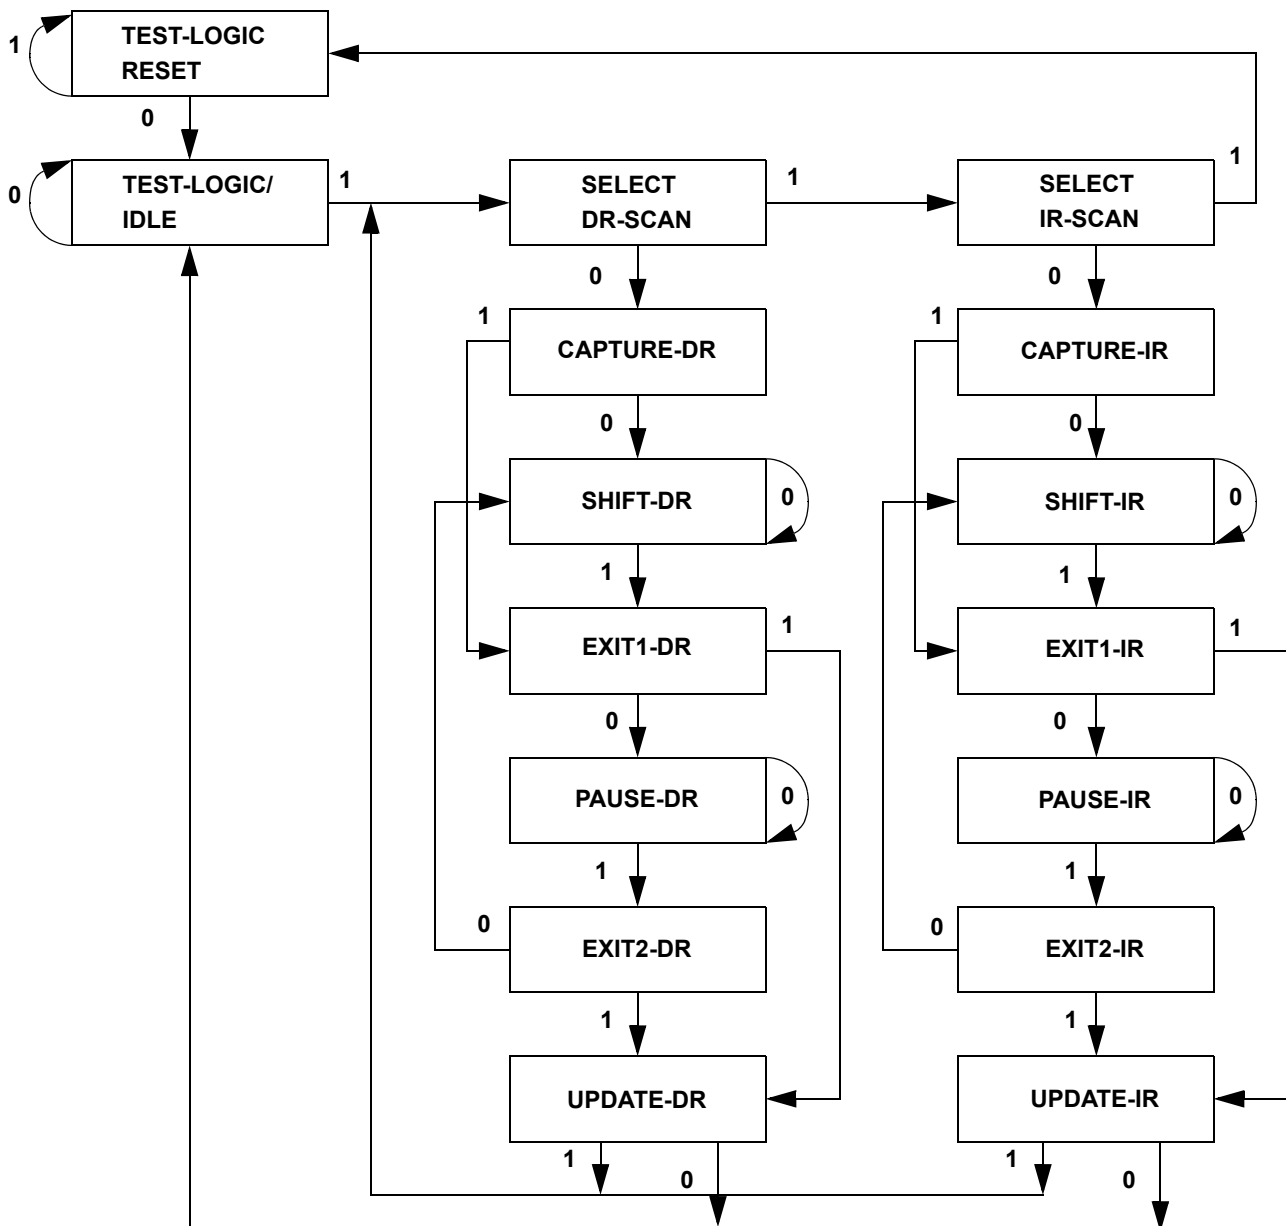 1
TEST-LOGIC
RESET
0
0
TEST-LOGIC/
IDLE
1
SELECT
DR-SCAN
1
SELECT
IR-SCAN
1
0
0
1
CAPTURE-DR
1
CAPTURE-IR
0
0
SHIFT-DR
0
SHIFT-IR
0
1
1
EXIT1-DR
1
EXIT1-IR
1
0
0
PAUSE-DR
0
PAUSE-IR
0
1
1
0
EXIT2-DR
0
EXIT2-IR
1
1
UPDATE-DR
UPDATE-IR
1
0
1
0